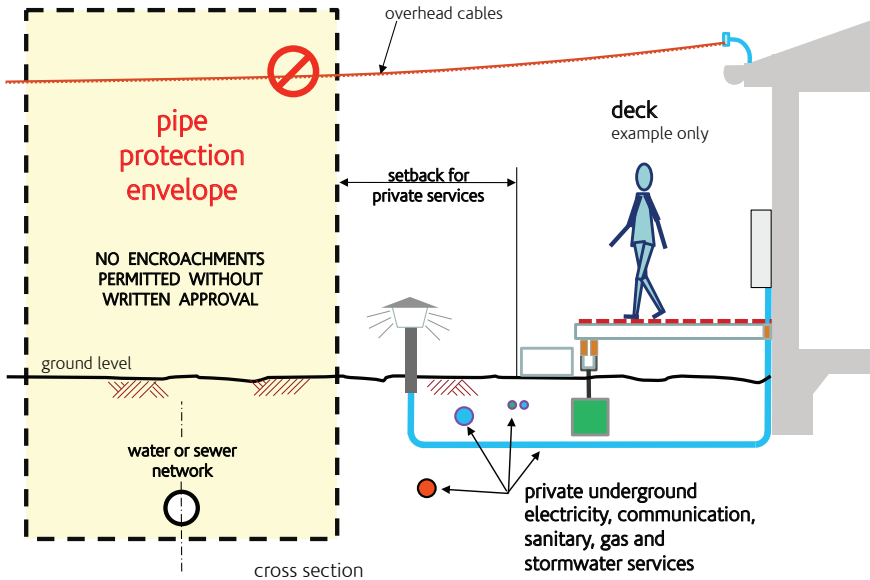 overhead cables
pipe
protection
envelope
deck
example only
setback for
private services
NO ENCROACHMENTS
PERMITTED WITHOUT
WRITTEN APPROVAL
ground level
water or sewer
network
private underground
electricity, communication,
sanitary, gas and
stormwater services
cross section